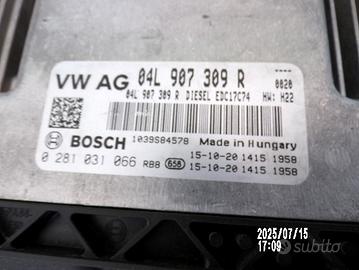 VW AG 04L 907 309 R ----
0020
04L 907 309 R DIESEL EDC17C74 HW: H22
BOSCH 1039S84578 Made in Hungary
0 281 031 066 RBB 658 15-10-20 1415 1958
15-10-20 1415 1958
2025/07/15
17:09
subito